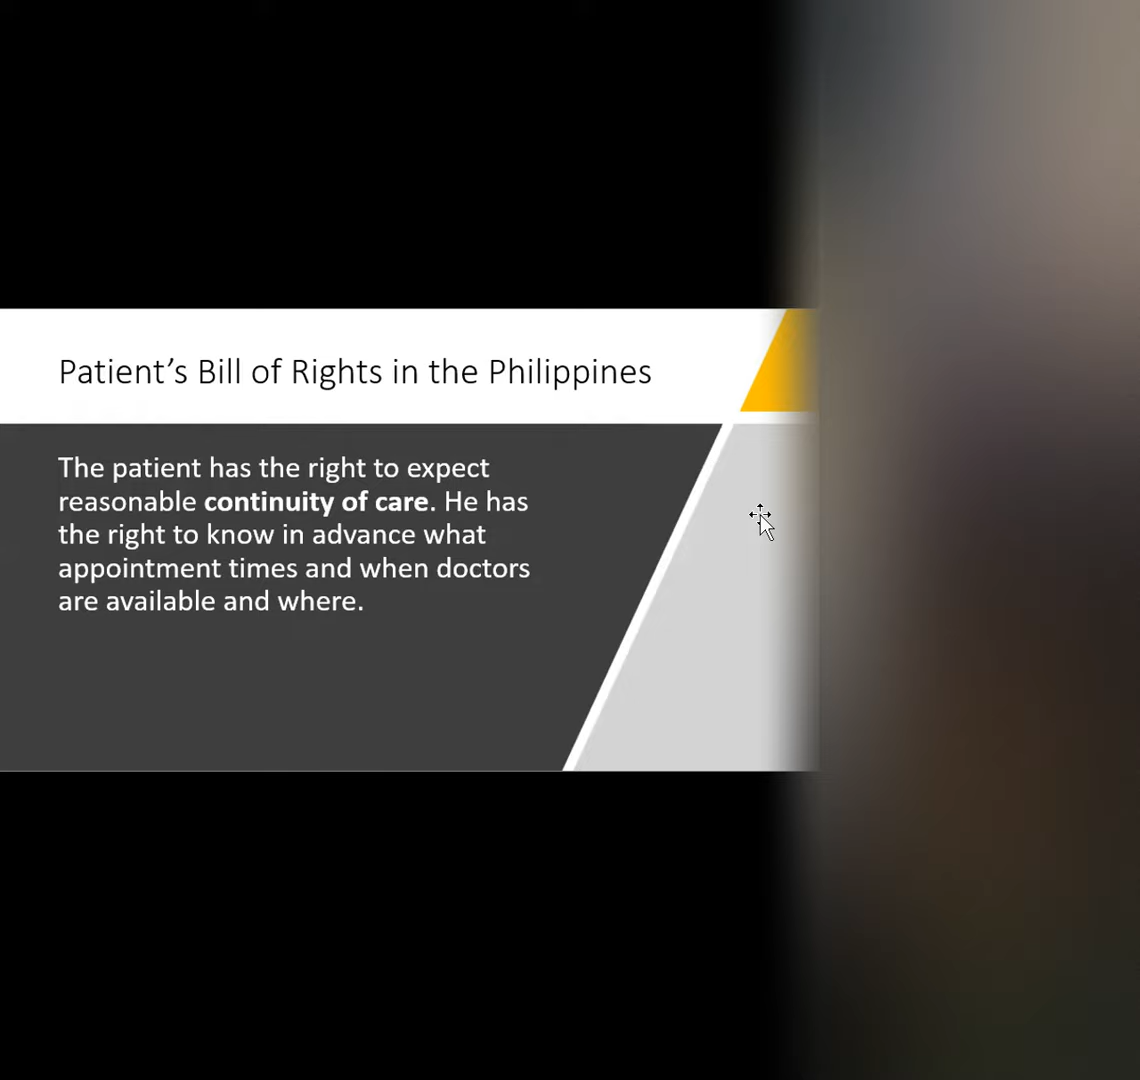 Patient’s Bill of Rights in the Philippines
The patient has the right to expect
reasonable continuity of care. He has
the right to know in advance what
appointment times and when doctors
are available and where.